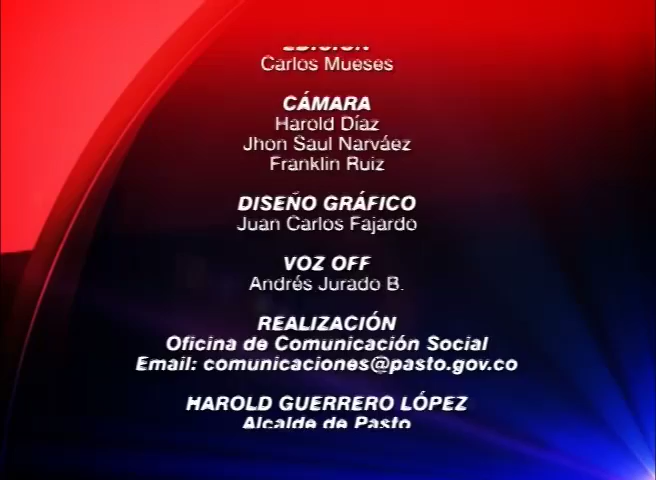 EDICIÓN
Carlos Mueses
CÁMARA
Harold Díaz
Jhon Saul Narváez
Franklin Ruiz
DISEÑO GRÁFICO
Juan Carlos Fajardo
VOZ OFF
Andrés Jurado B.
REALIZACIÓN
Oficina de Comunicación Social
Email: comunicaciones@pasto.gov.co
HAROLD GUERRERO LÓPEZ
Alcalde de Pasto